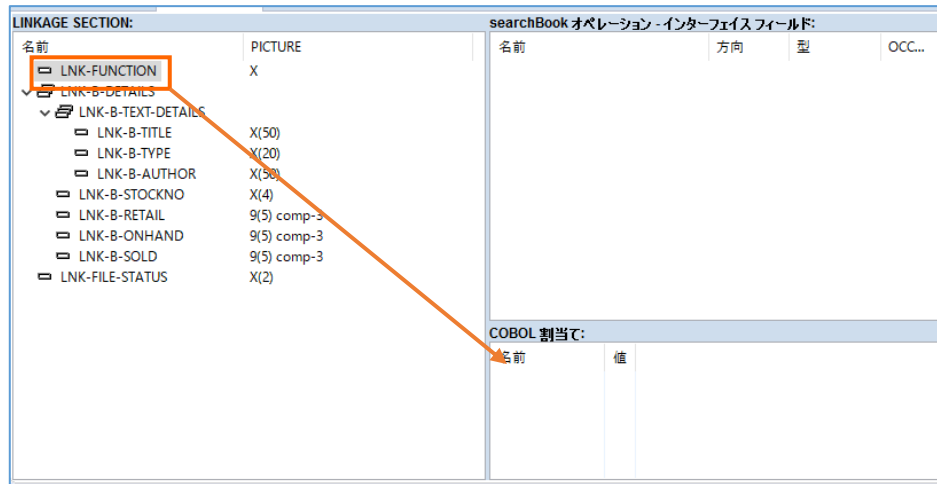 LINKAGE SECTION:
名前 PICTURE
LNK-FUNCTION X
LNK-B-DETAILS
LNK-B-TEXT-DETAILS
LNK-B-TITLE X(50)
LNK-B-TYPE X(20)
LNK-B-AUTHOR X(50)
LNK-B-STOCKNO X(4)
LNK-B-RETAIL 9(5) comp-3
LNK-B-ONHAND 9(5) comp-3
LNK-B-SOLD 9(5) comp-3
LNK-FILE-STATUS X(2)
searchBook オペレーション - インターフェイス フィールド:
名前 方向 型 OCC...
COBOL 割当て:
名前 値